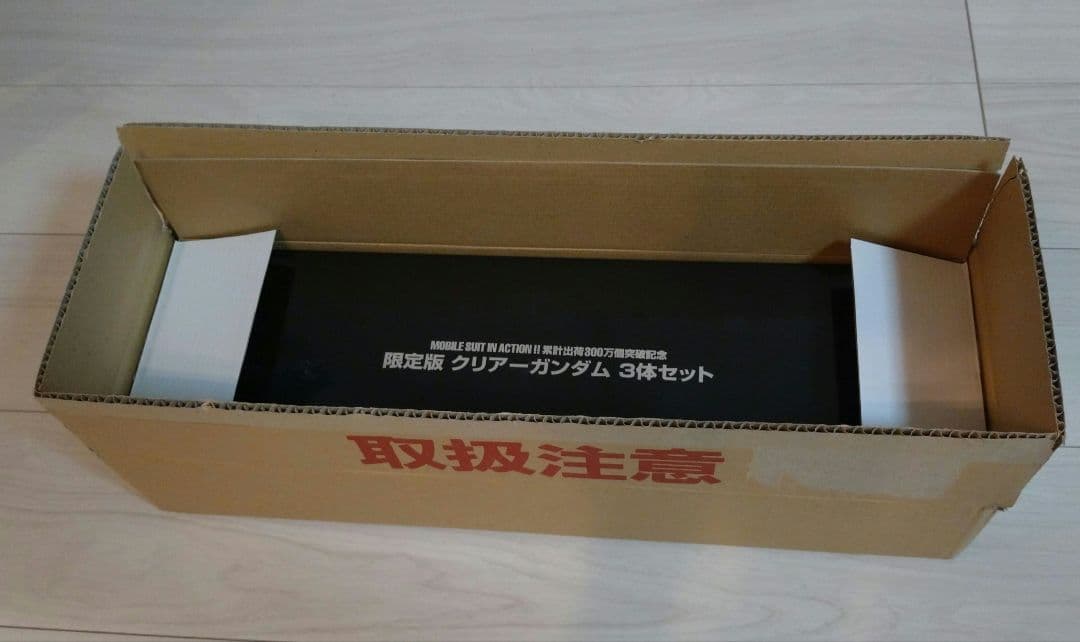 MOBILE SUIT IN ACTION!! 累計出荷300万個突破記念
限定版 クリアーガンダム 3体セット
取扱注意